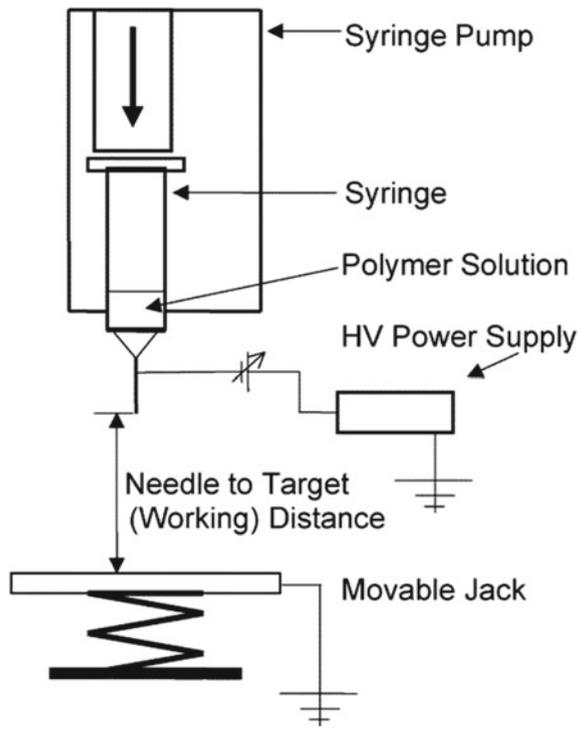 Syringe Pump
Syringe
Polymer Solution
HV Power Supply
Needle to Target
(Working) Distance
Movable Jack